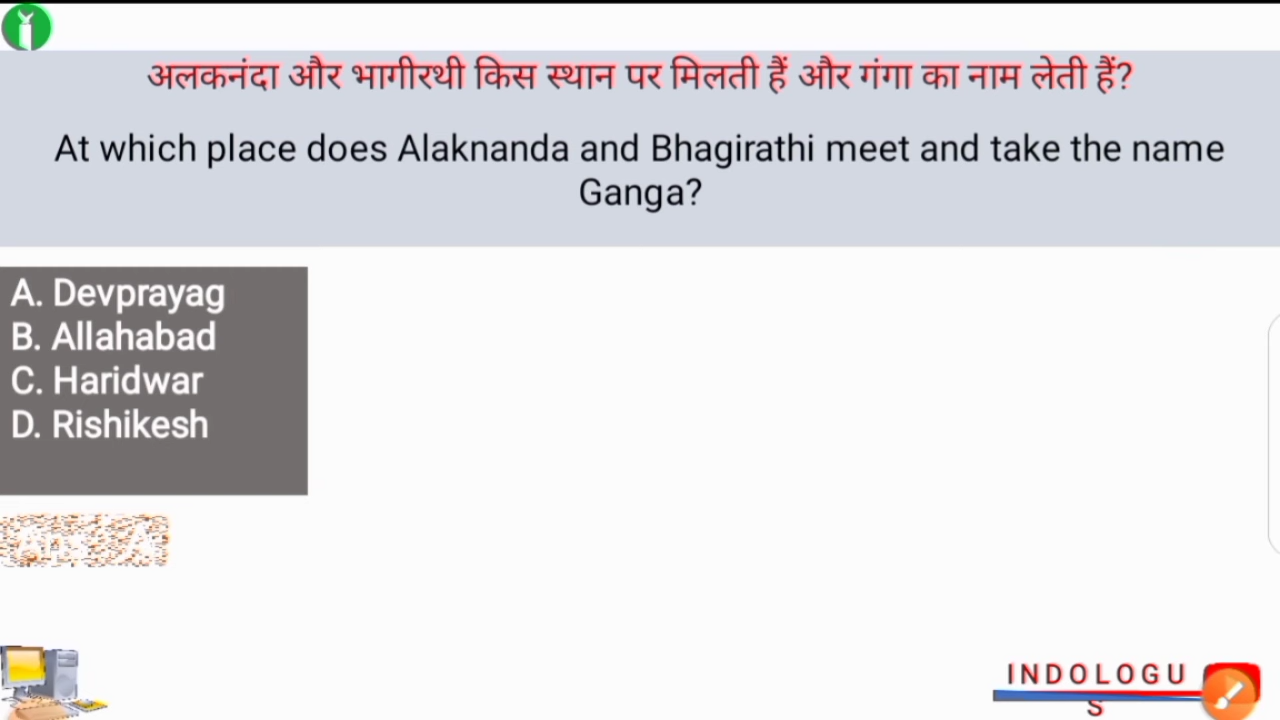 अलकनंदा और भागीरथी किस स्थान पर मिलती हैं और गंगा का नाम लेती हैं?
At which place does Alaknanda and Bhagirathi meet and take the name
Ganga?
A. Devprayag
B. Allahabad
C. Haridwar
D. Rishikesh
INDOLOGU
S